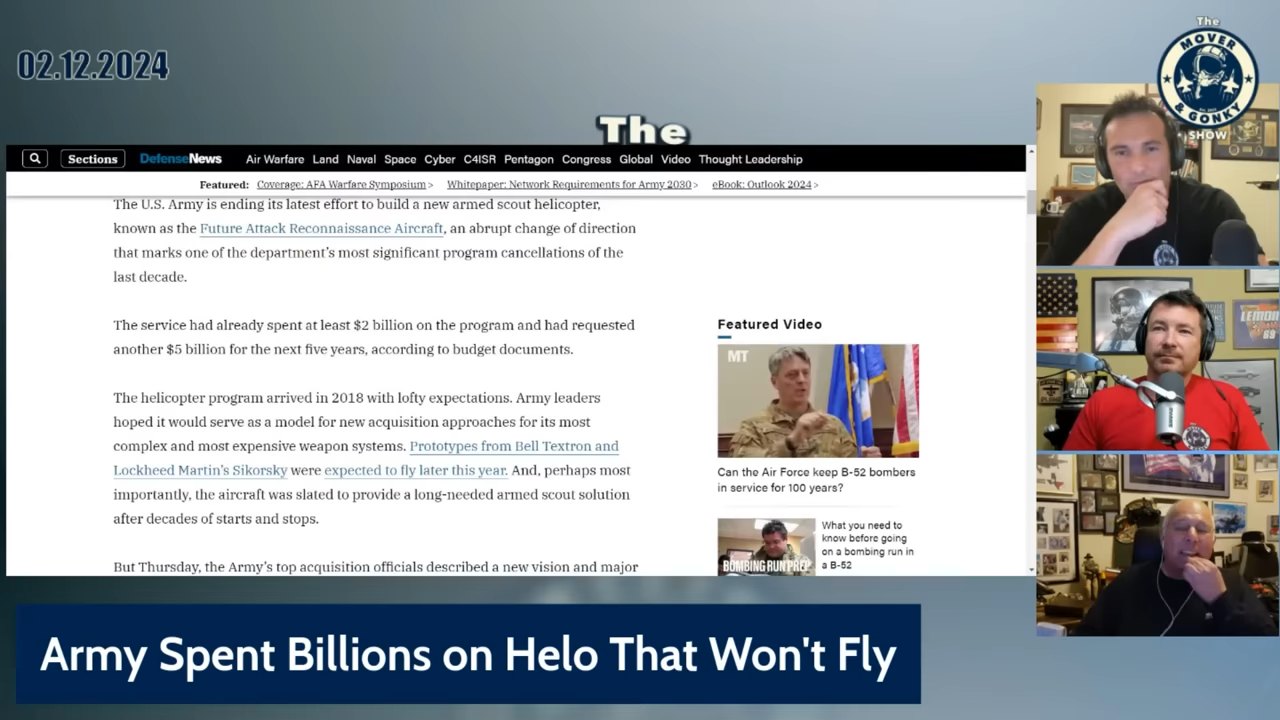 02.12.2024
The
MOVER
& GONKY
SHOW
The
Sections
DefenseNews
Air Warfare Land Naval Space Cyber C4ISR Pentagon Congress Global Video Thought Leadership
Featured: Coverage: AFA Warfare Symposium > Whitepaper: Network Requirements for Army 2030 > eBook: Outlook 2024 >
The U.S. Army is ending its latest effort to build a new armed scout helicopter,
known as the Future Attack Reconnaissance Aircraft, an abrupt change of direction
that marks one of the department's most significant program cancellations of the
last decade.
The service had already spent at least $2 billion on the program and had requested
another $5 billion for the next five years, according to budget documents.
The helicopter program arrived in 2018 with lofty expectations. Army leaders
hoped it would serve as a model for new acquisition approaches for its most
complex and most expensive weapon systems. Prototypes from Bell Textron and
Lockheed Martin's Sikorsky were expected to fly later this year. And, perhaps most
importantly, the aircraft was slated to provide a long-needed armed scout solution
after decades of starts and stops.
But Thursday, the Army's top acquisition officials described a new vision and major
Featured Video
MT
Can the Air Force keep B-52 bombers
in service for 100 years?
BOMBING RUN PREP
What you need to
know before going
on a bombing run in
a B-52
LEMON
69
Army Spent Billions on Helo That Won't Fly